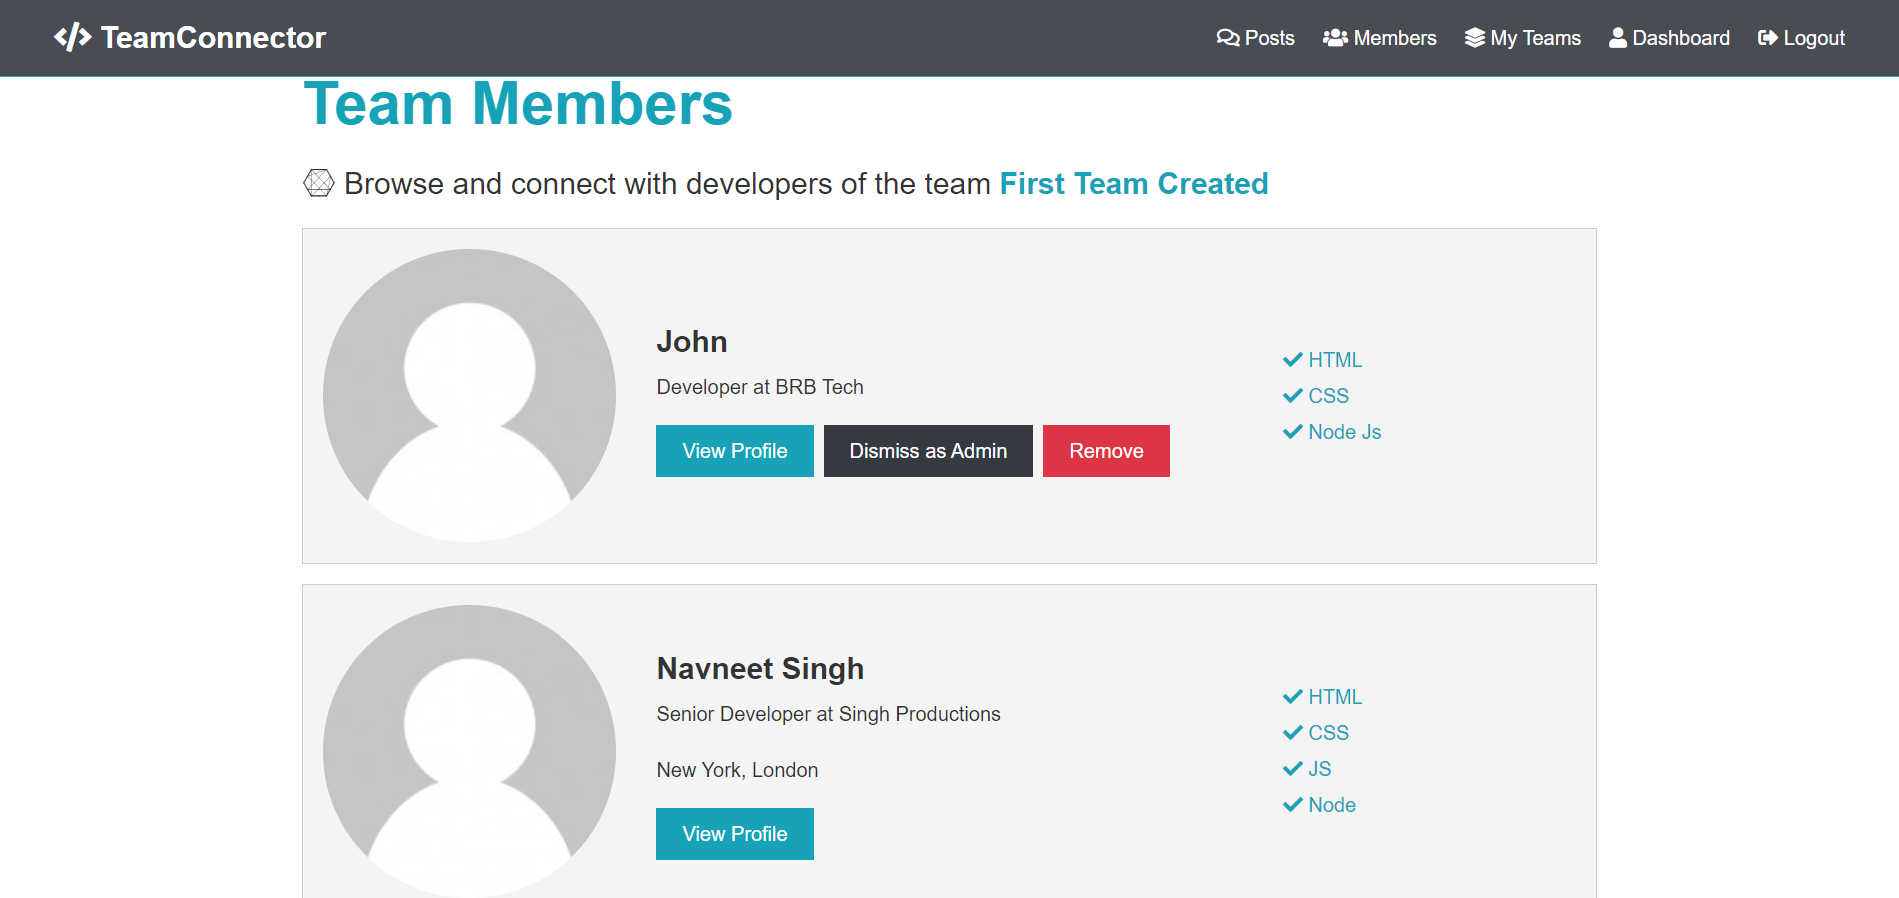 TeamConnector
Posts
Members
My Teams
Dashboard
Logout
Team Members
Browse and connect with developers of the team First Team Created
John
Developer at BRB Tech
View Profile
Dismiss as Admin
Remove
HTML
CSS
Node Js
Navneet Singh
Senior Developer at Singh Productions
New York, London
View Profile
HTML
CSS
JS
Node